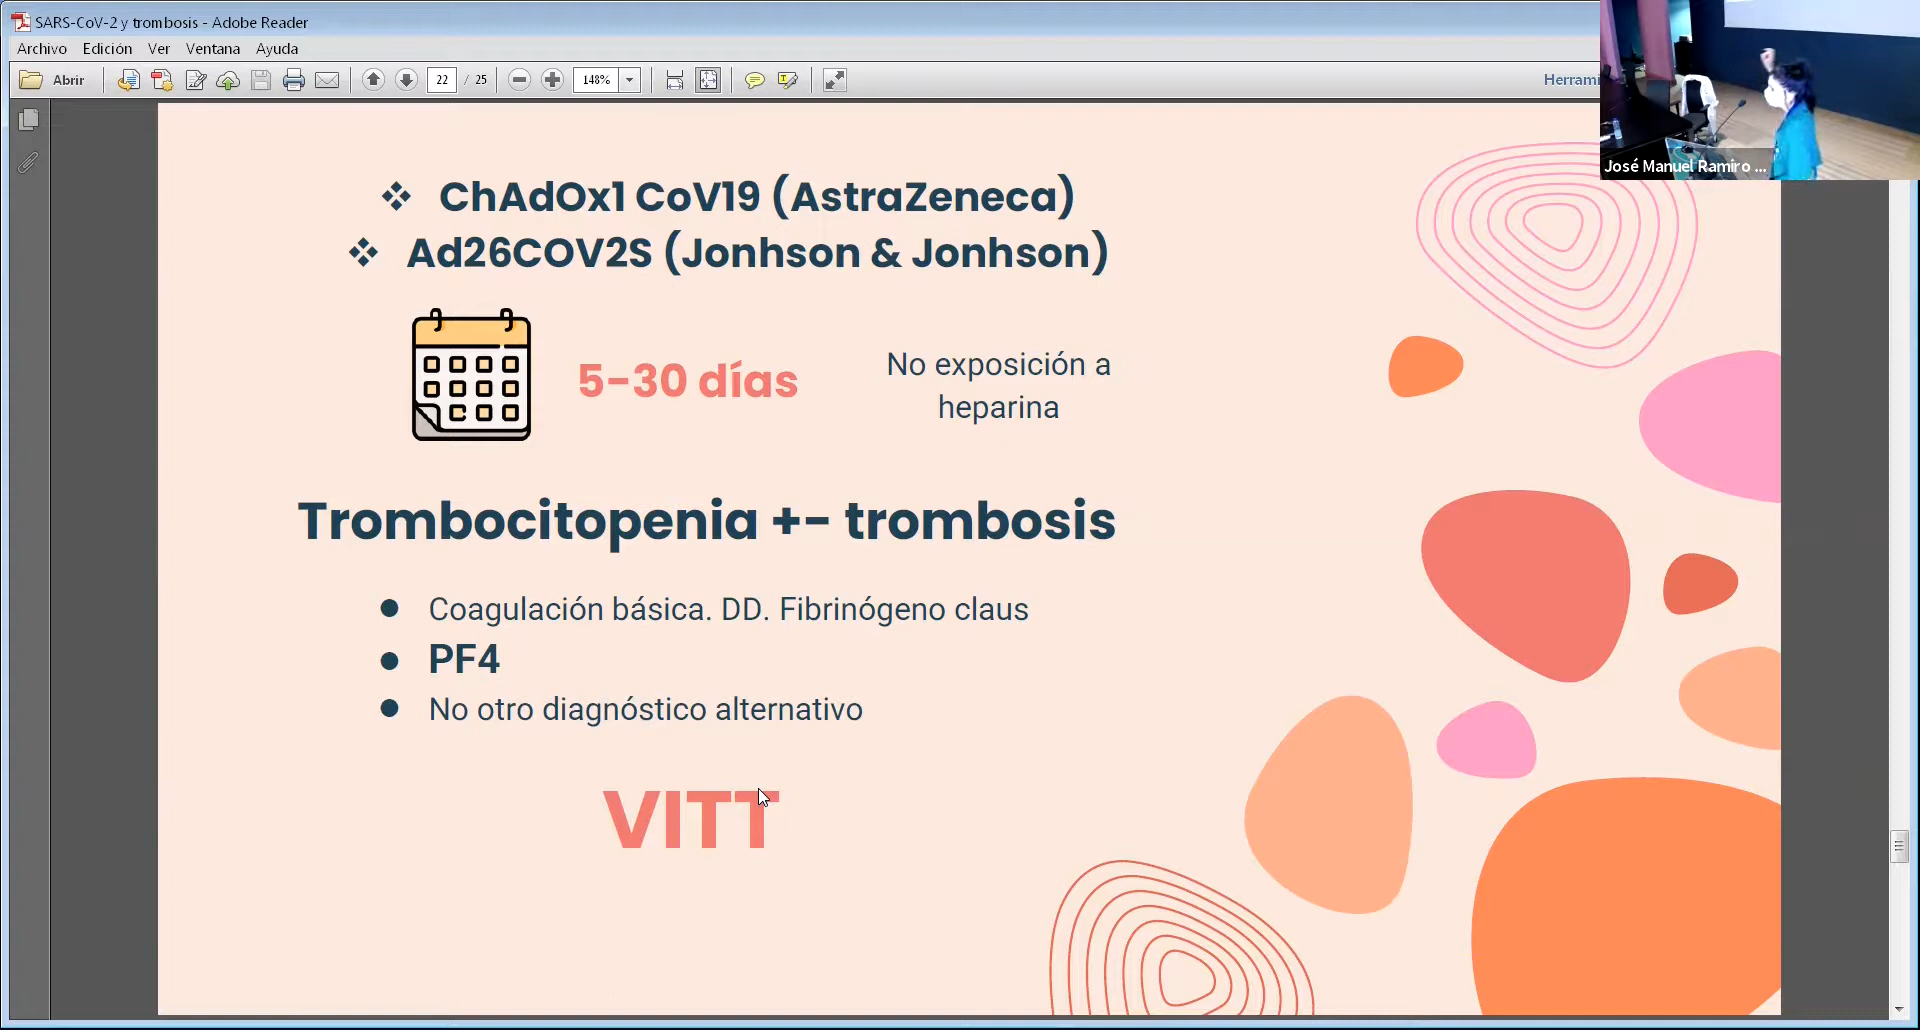 SARS-CoV-2 y trombosis - Adobe Reader
Archivo Edición Ver Ventana Ayuda
Abrir 22 / 25 148% Herrami
José Manuel Ramiro ...
ChAdOx1 CoV19 (AstraZeneca)
Ad26COV2S (Jonhson & Jonhson)
5-30 días
No exposición a
heparina
Trombocitopenia +- trombosis
Coagulación básica. DD. Fibrinógeno claus
PF4
No otro diagnóstico alternativo
VITT